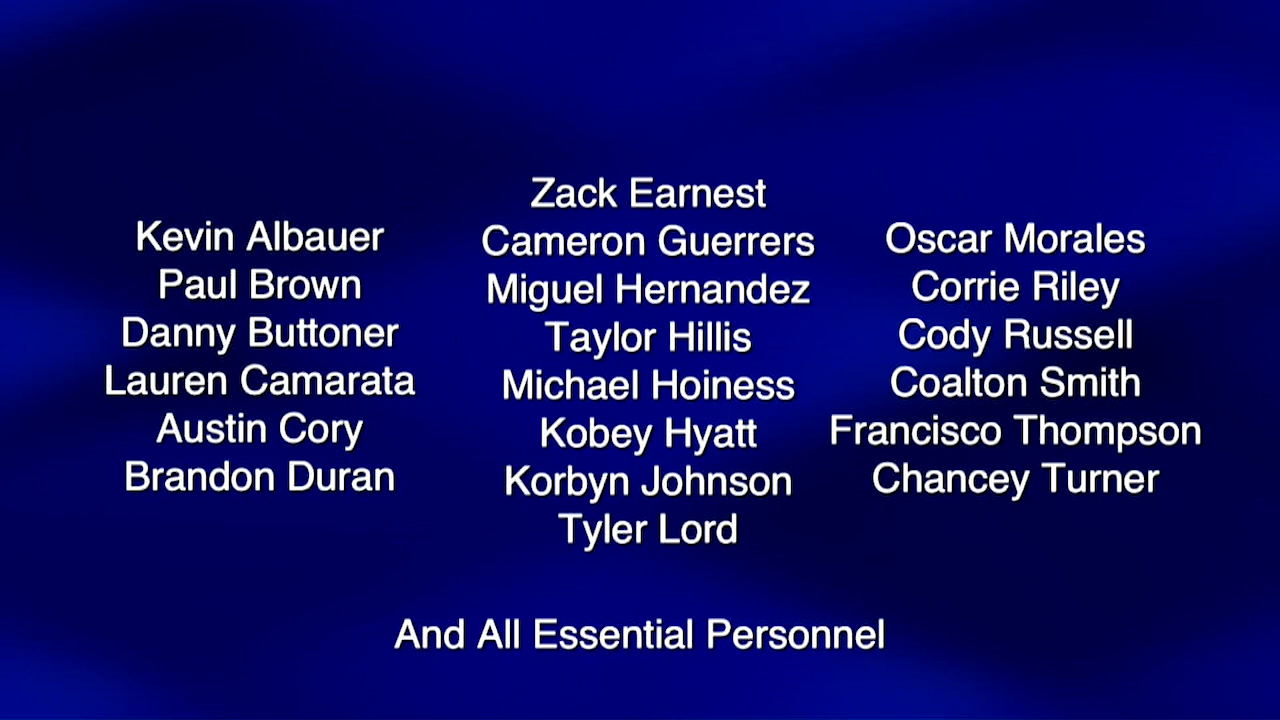 Kevin Albauer
Paul Brown
Danny Buttoner
Lauren Camarata
Austin Cory
Brandon Duran
Zack Earnest
Cameron Guerrers
Miguel Hernandez
Taylor Hillis
Michael Hoiness
Kobey Hyatt
Korbyn Johnson
Tyler Lord
Oscar Morales
Corrie Riley
Cody Russell
Coalton Smith
Francisco Thompson
Chancey Turner
And All Essential Personnel